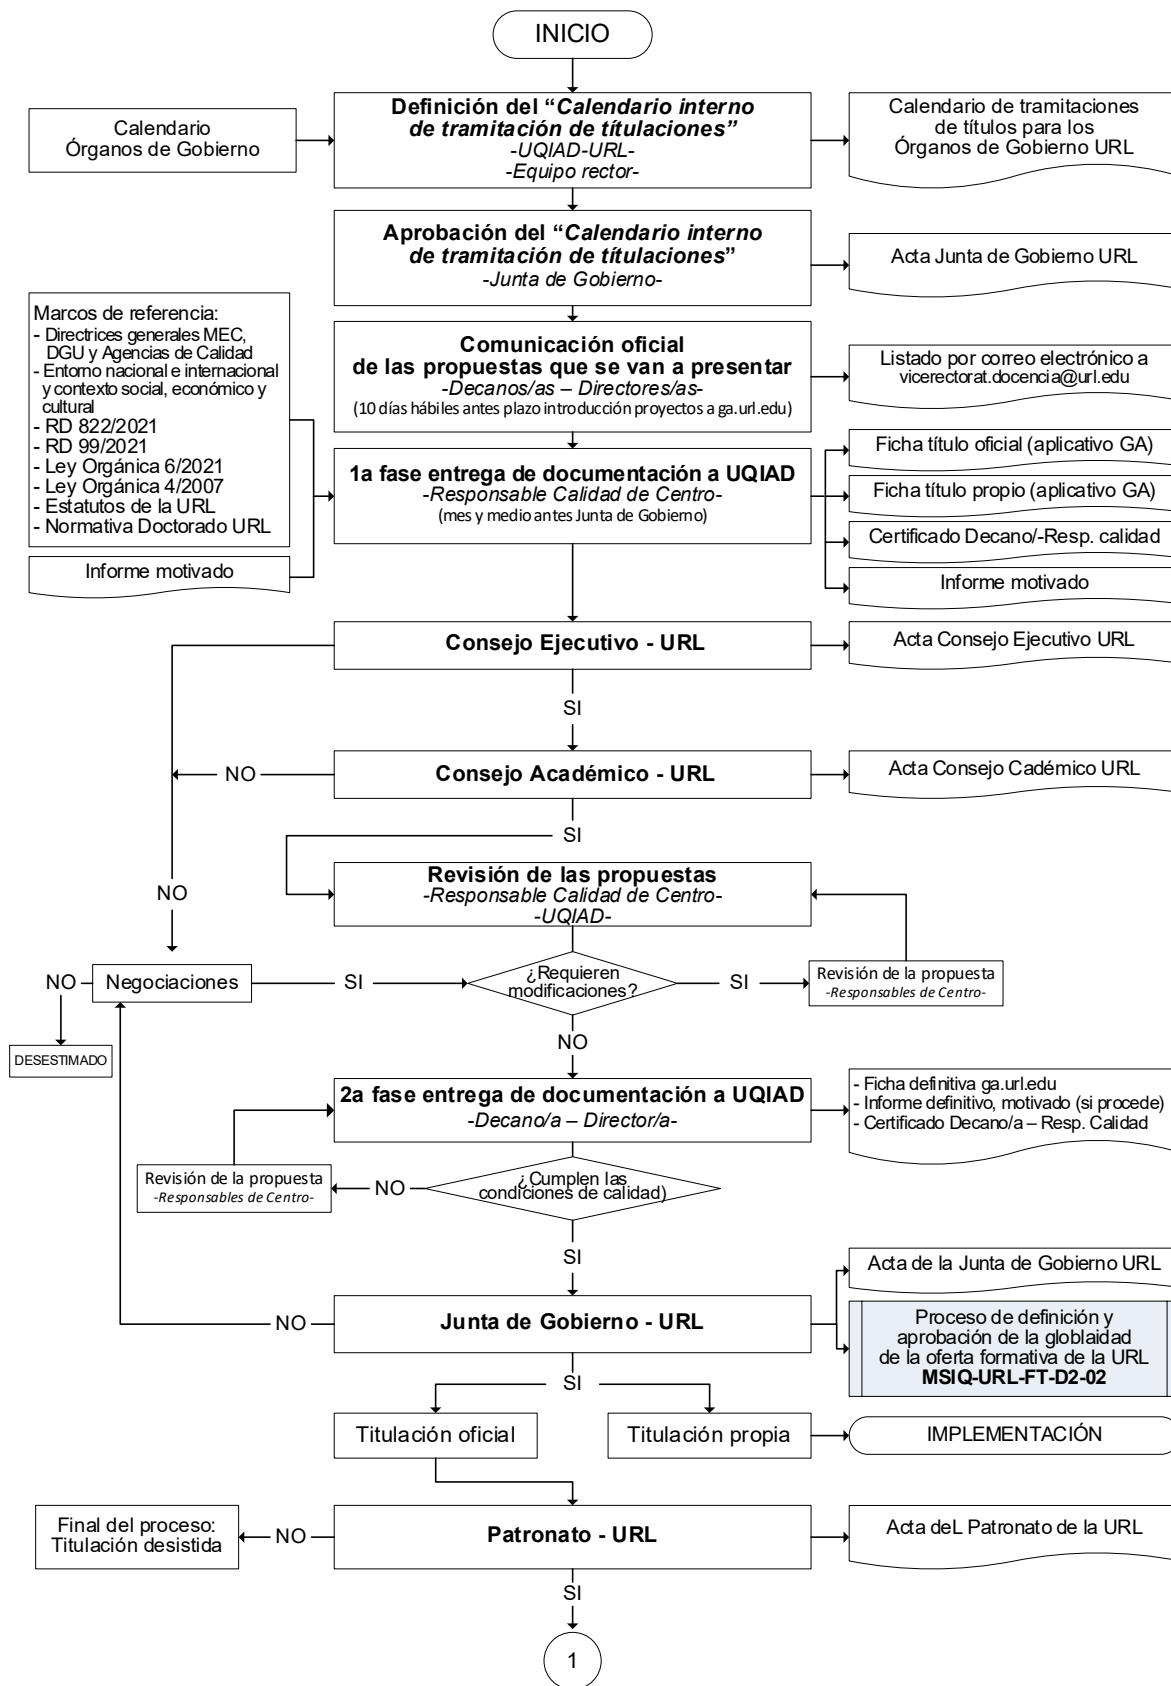 INICIO
Calendario
Órganos de Gobierno
Definición del “Calendario interno
de tramitación de títulaciones”
-UQIAD-URL-
-Equipo rector-
Calendario de tramitaciones
de títulos para los
Órganos de Gobierno URL
Aprobación del “Calendario interno
de tramitación de títulaciones”
-Junta de Gobierno-
Acta Junta de Gobierno URL
Marcos de referencia:
- Directrices generales MEC,
DGU y Agencias de Calidad
- Entorno nacional e internacional
y contexto social, económico y
cultural
- RD 822/2021
- RD 99/2021
- Ley Orgánica 6/2021
- Ley Orgánica 4/2007
- Estatutos de la URL
- Normativa Doctorado URL
Informe motivado
Comunicación oficial
de las propuestas que se van a presentar
-Decanos/as – Directores/as-
(10 días hábiles antes plazo introducción proyectos a ga.url.edu)
Listado por correo electrónico a
vicerectorat.docencia@url.edu
1a fase entrega de documentación a UQIAD
-Responsable Calidad de Centro-
(mes y medio antes Junta de Gobierno)
Ficha título oficial (aplicativo GA)
Ficha título propio (aplicativo GA)
Certificado Decano/-Resp. calidad
Informe motivado
Consejo Ejecutivo - URL
Acta Consejo Ejecutivo URL
SI
NO
Consejo Académico - URL
Acta Consejo Cadémico URL
SI
Revisión de las propuestas
-Responsable Calidad de Centro-
-UQIAD-
NO
NO
Negociaciones
SI
¿Requieren
modificaciones?
SI
Revisión de la propuesta
-Responsables de Centro-
DESESTIMADO
NO
2a fase entrega de documentación a UQIAD
-Decano/a – Director/a-
- Ficha definitiva ga.url.edu
- Informe definitivo, motivado (si procede)
- Certificado Decano/a – Resp. Calidad
Revisión de la propuesta
-Responsables de Centro-
NO
¿Cumplen las
condiciones de calidad)
SI
NO
Junta de Gobierno - URL
Acta de la Junta de Gobierno URL
Proceso de definición y
aprobación de la globlaidad
de la oferta formativa de la URL
MSIQ-URL-FT-D2-02
SI
Titulación oficial
Titulación propia
IMPLEMENTACIÓN
Final del proceso:
Titulación desistida
NO
Patronato - URL
Acta deL Patronato de la URL
SI
1